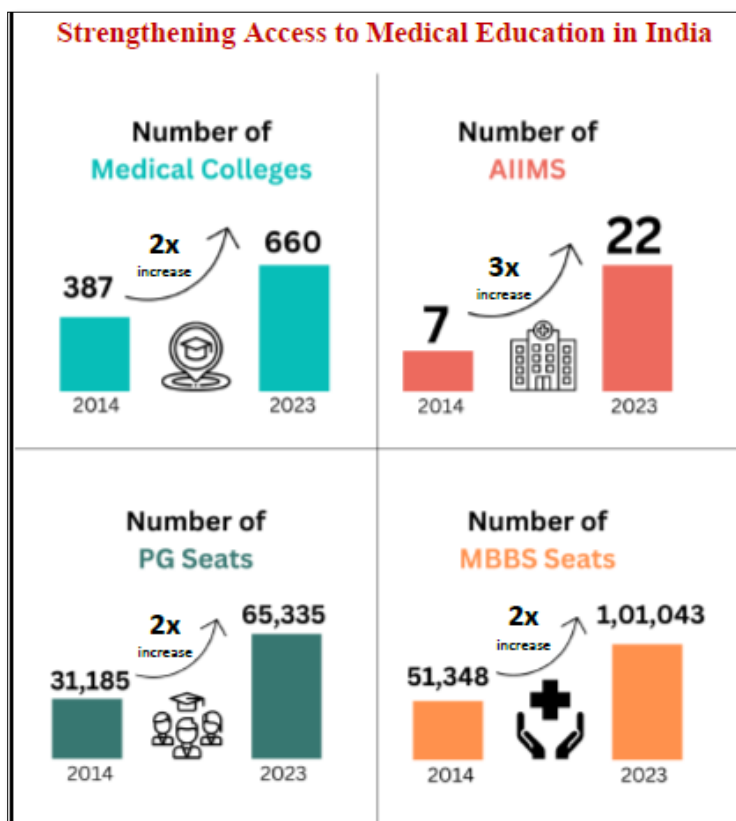 Strengthening Access to Medical Education in India
Number of
Medical Colleges
387
2x
increase
660
2014
2023
Number of
AIIMS
7
3x
increase
22
2014
2023
Number of
PG Seats
31,185
2x
increase
65,335
2014
2023
Number of
MBBS Seats
51,348
2x
increase
1,01,043
2014
2023